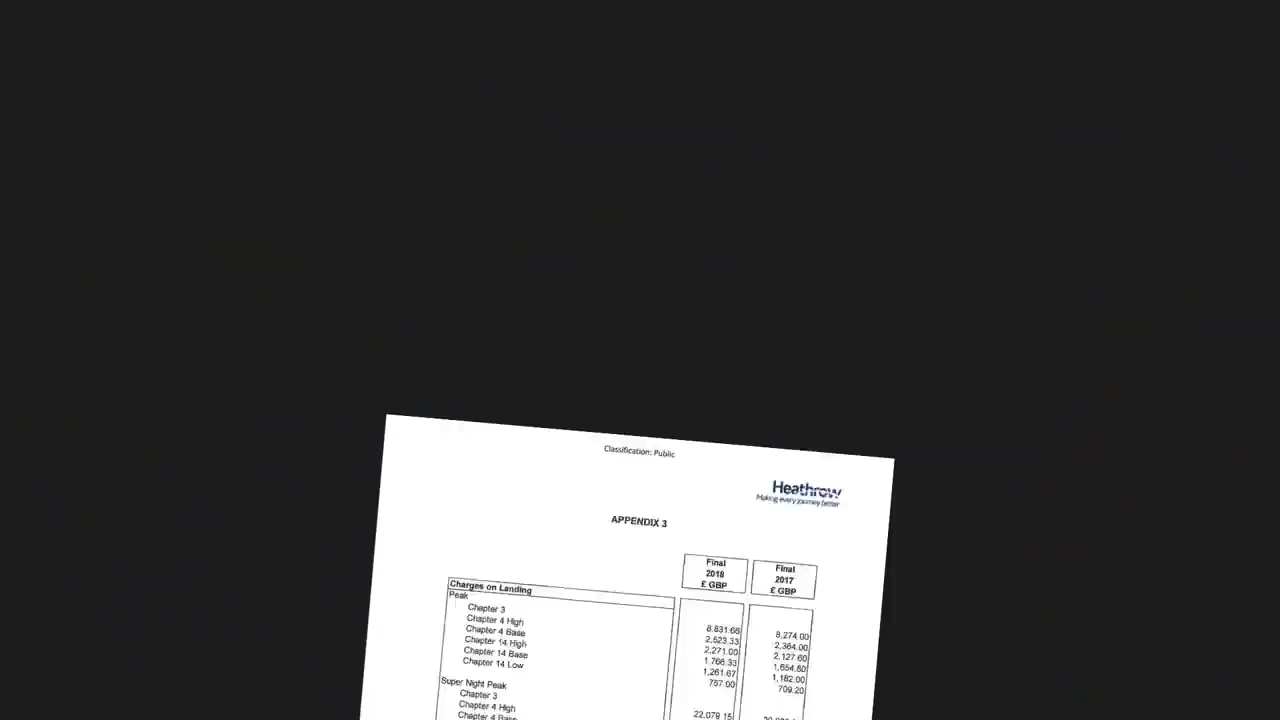 Classification: Public
Heathrow
Making every journey better
APPENDIX 3
Final 2018 £ GBP
Final 2017 £ GBP
Charges on Landing
Peak
Chapter 3 8,831.66 8,274.00
Chapter 4 High 2,523.33 2,364.00
Chapter 4 Base 2,271.00 2,127.60
Chapter 14 High 1,766.33 1,654.80
Chapter 14 Base 1,261.67 1,182.00
Chapter 14 Low 757.00 709.20
Super Night Peak
Chapter 3 22,079.15
Chapter 4 High
Chapter 4 Base